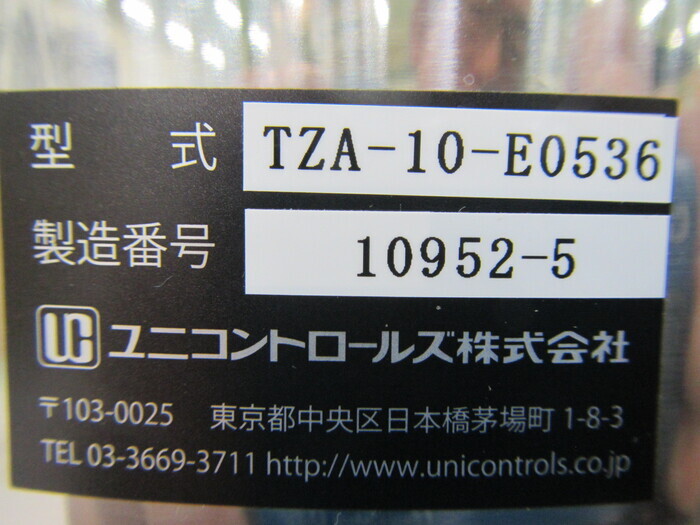 型 式 TZA-10-E0536
製造番号 10952-5
UC ユニコントロールズ株式会社
〒103-0025 東京都中央区日本橋茅場町 1-8-3
TEL 03-3669-3711 http://www.unicontrols.co.jp